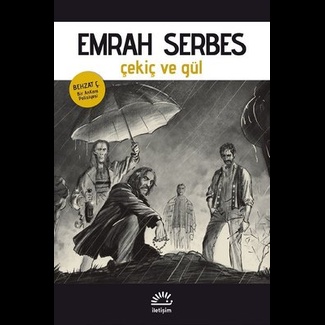 EMRAH SERBES
çekiç ve gül
BEHZAT Ç.
Bir Ankara
Polisiyesi
iletişim